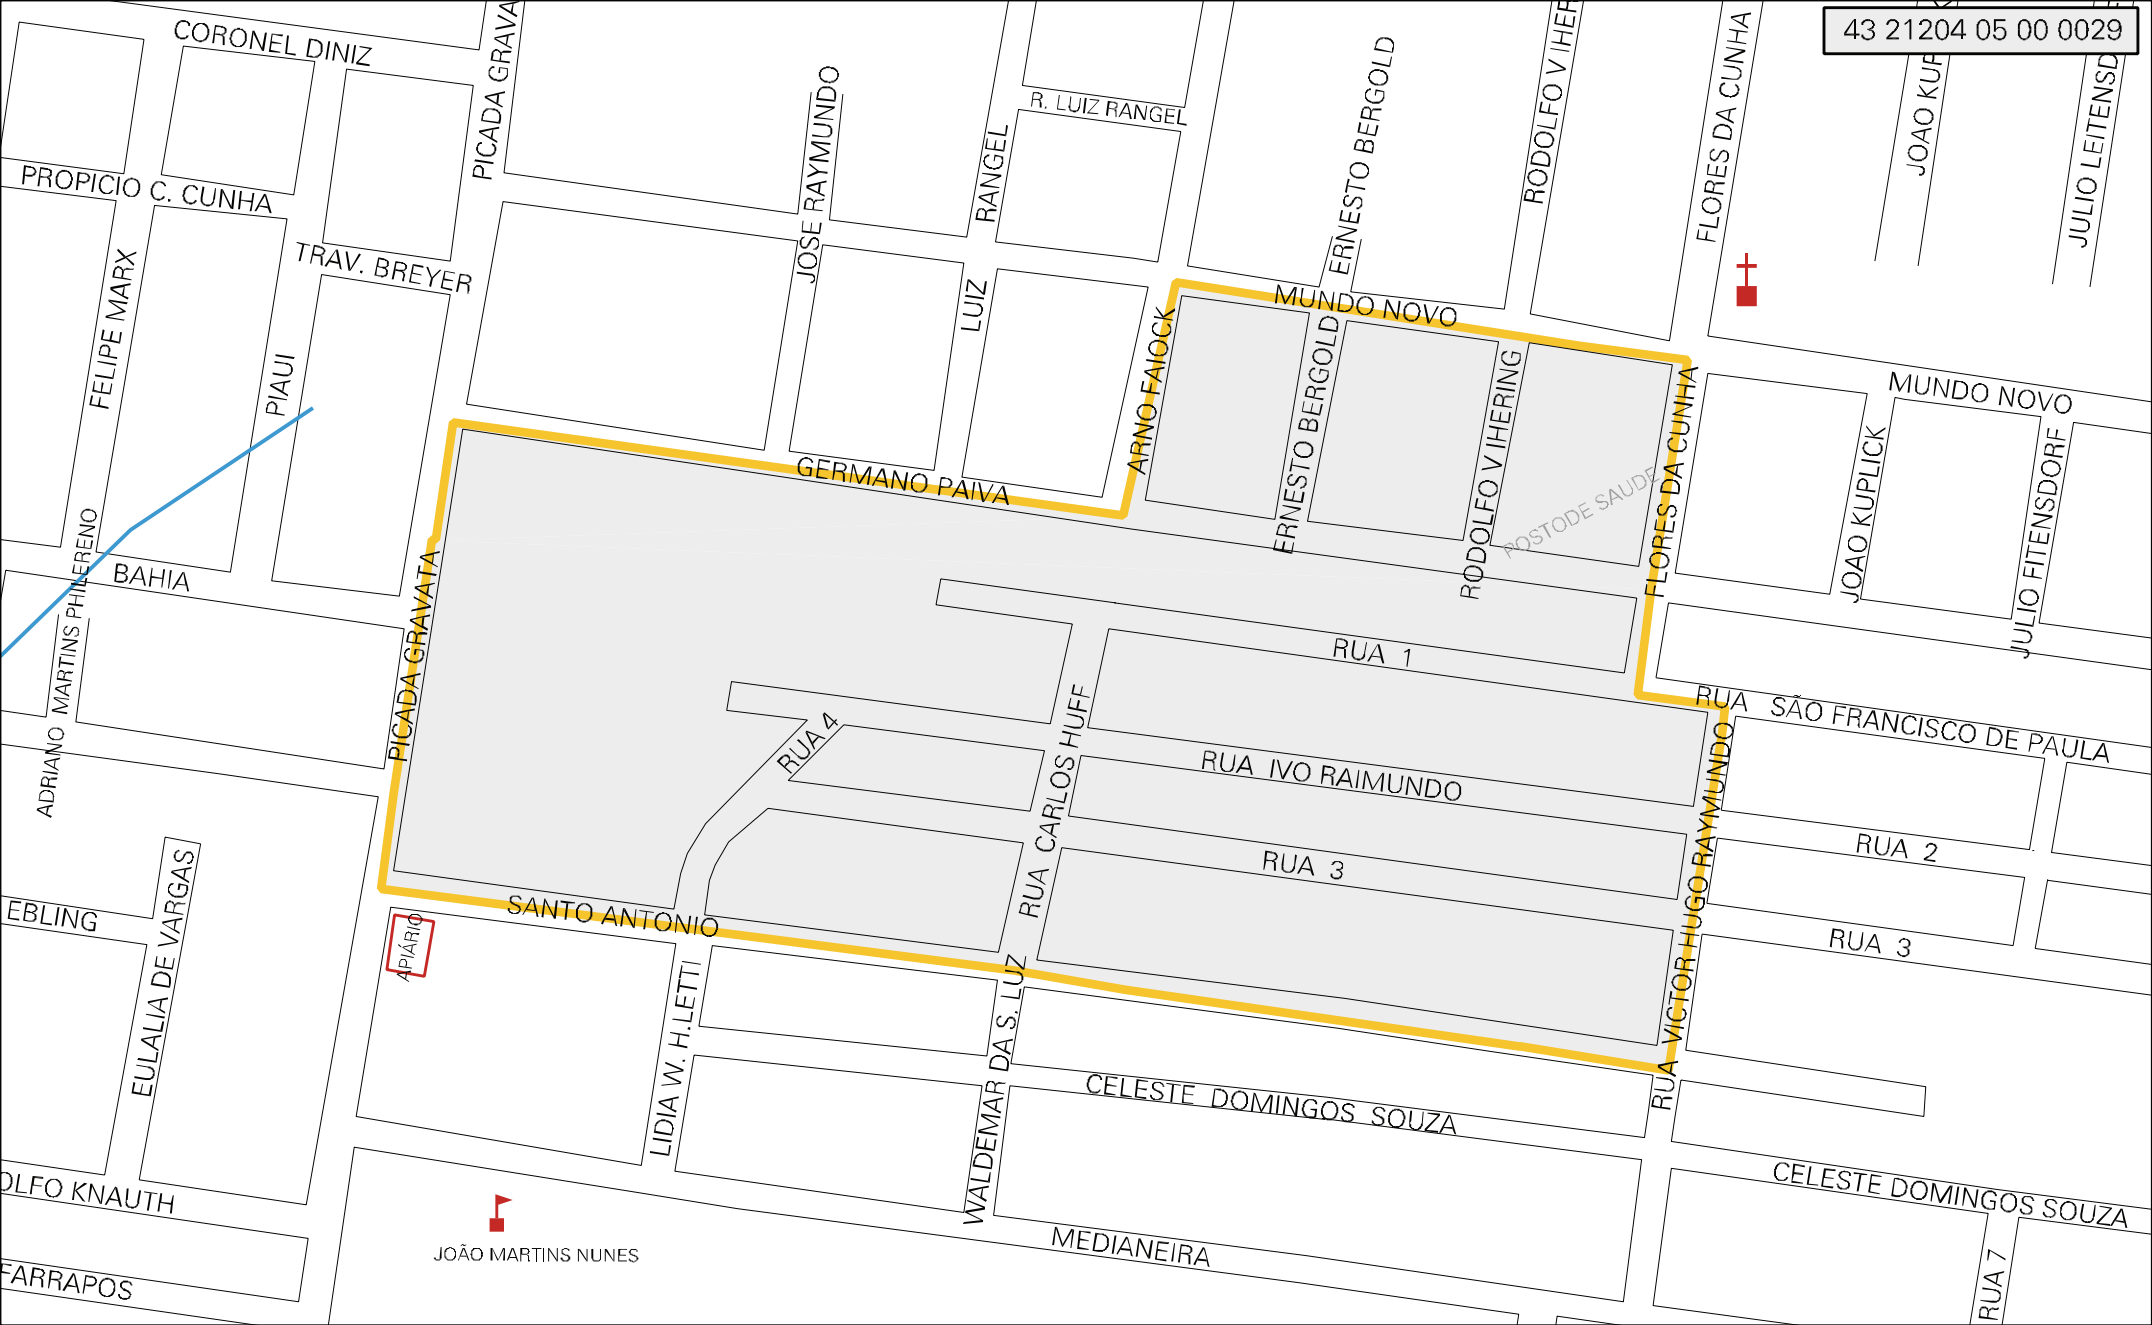 43 21204 05 00 0029
CORONEL DINIZ
PICADA GRAVA
RODOLFO VIHER
FLORES DA CUNHA
JOAO KUP
JULIO LEITENSD
JOSE RAYMUNDO
R. LUIZ RANGEL
ERNESTO BERGOLD
PROPICIO C. CUNHA
TRAV. BREYER
FELIPE MARX
PIAUI
LUIZ RANGEL
MUNDO NOVO
MUNDO NOVO
ARNO FAIOCK
ERNESTO BERGOLD
RODOLFO VIHERING
FLORES DA CUNHA
POSTODE SAUDE
JOAO KUPLICK
JULIO FITENSDORF
GERMANO PAIVA
BAHIA
ADRIANO MARTINS PHILERENO
PICADA GRAVATA
RUA 1
RUA SÃO FRANCISCO DE PAULA
RUA 4
RUA CARLOS HUFF
RUA IVO RAIMUNDO
RUA VICTOR HUGO RAYMUNDO
RUA 2
RUA 3
RUA 3
EBLING
EULALIA DE VARGAS
SANTO ANTONIO
APIÁRIO
LIDIA W. H.LETTI
WALDEMAR DA S. LUZ
CELESTE DOMINGOS SOUZA
CELESTE DOMINGOS SOUZA
OLFO KNAUTH
JOÃO MARTINS NUNES
MEDIANEIRA
FARRAPOS
RUA 7